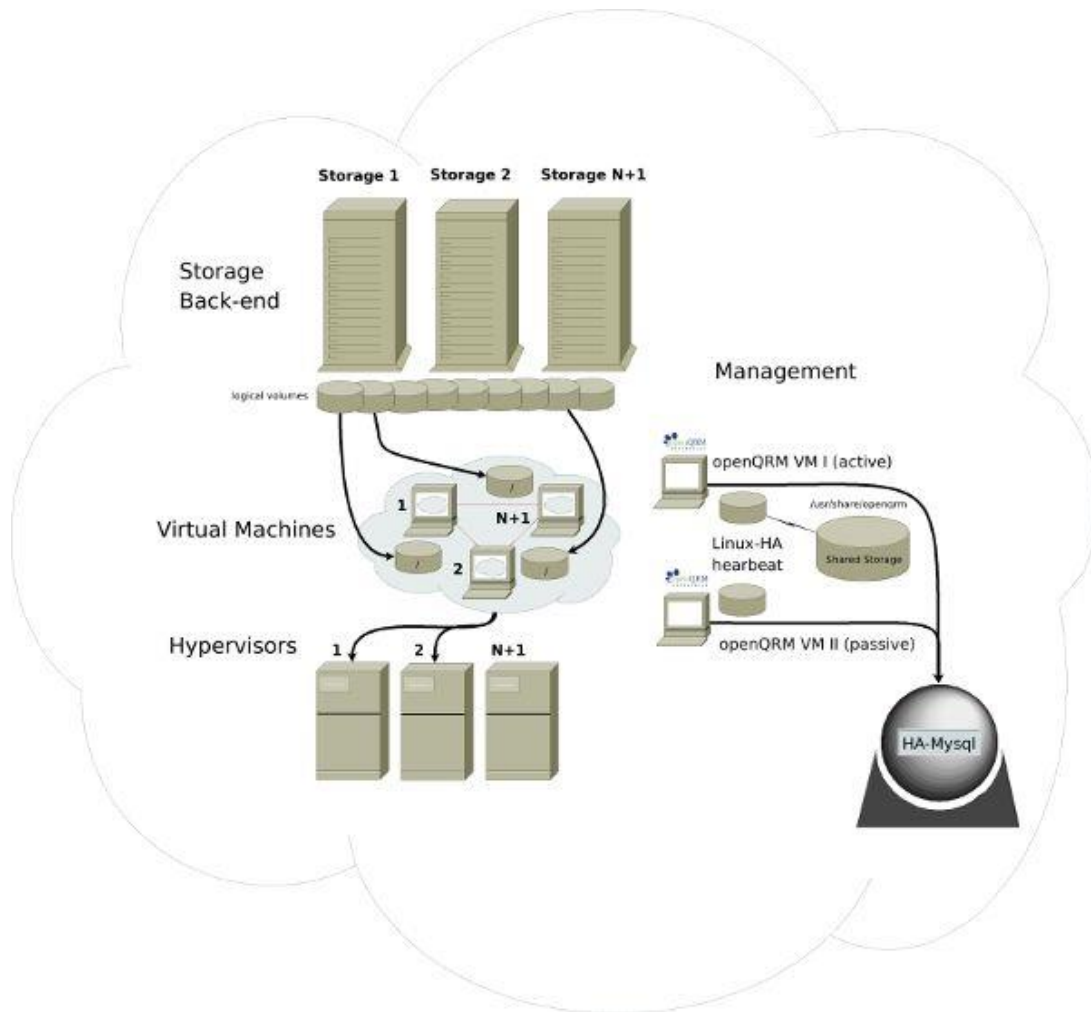 Storage 1 Storage 2 Storage N+1
Storage
Back-end
logical volumes
Management
openQRM
openQRM VM I (active)
/usr/share/openqrm
Linux-HA
hearbeat
Shared Storage
openQRM
openQRM VM II (passive)
HA-Mysql
Virtual Machines
1
N+1
2
/
/
/
Hypervisors
1 2 N+1